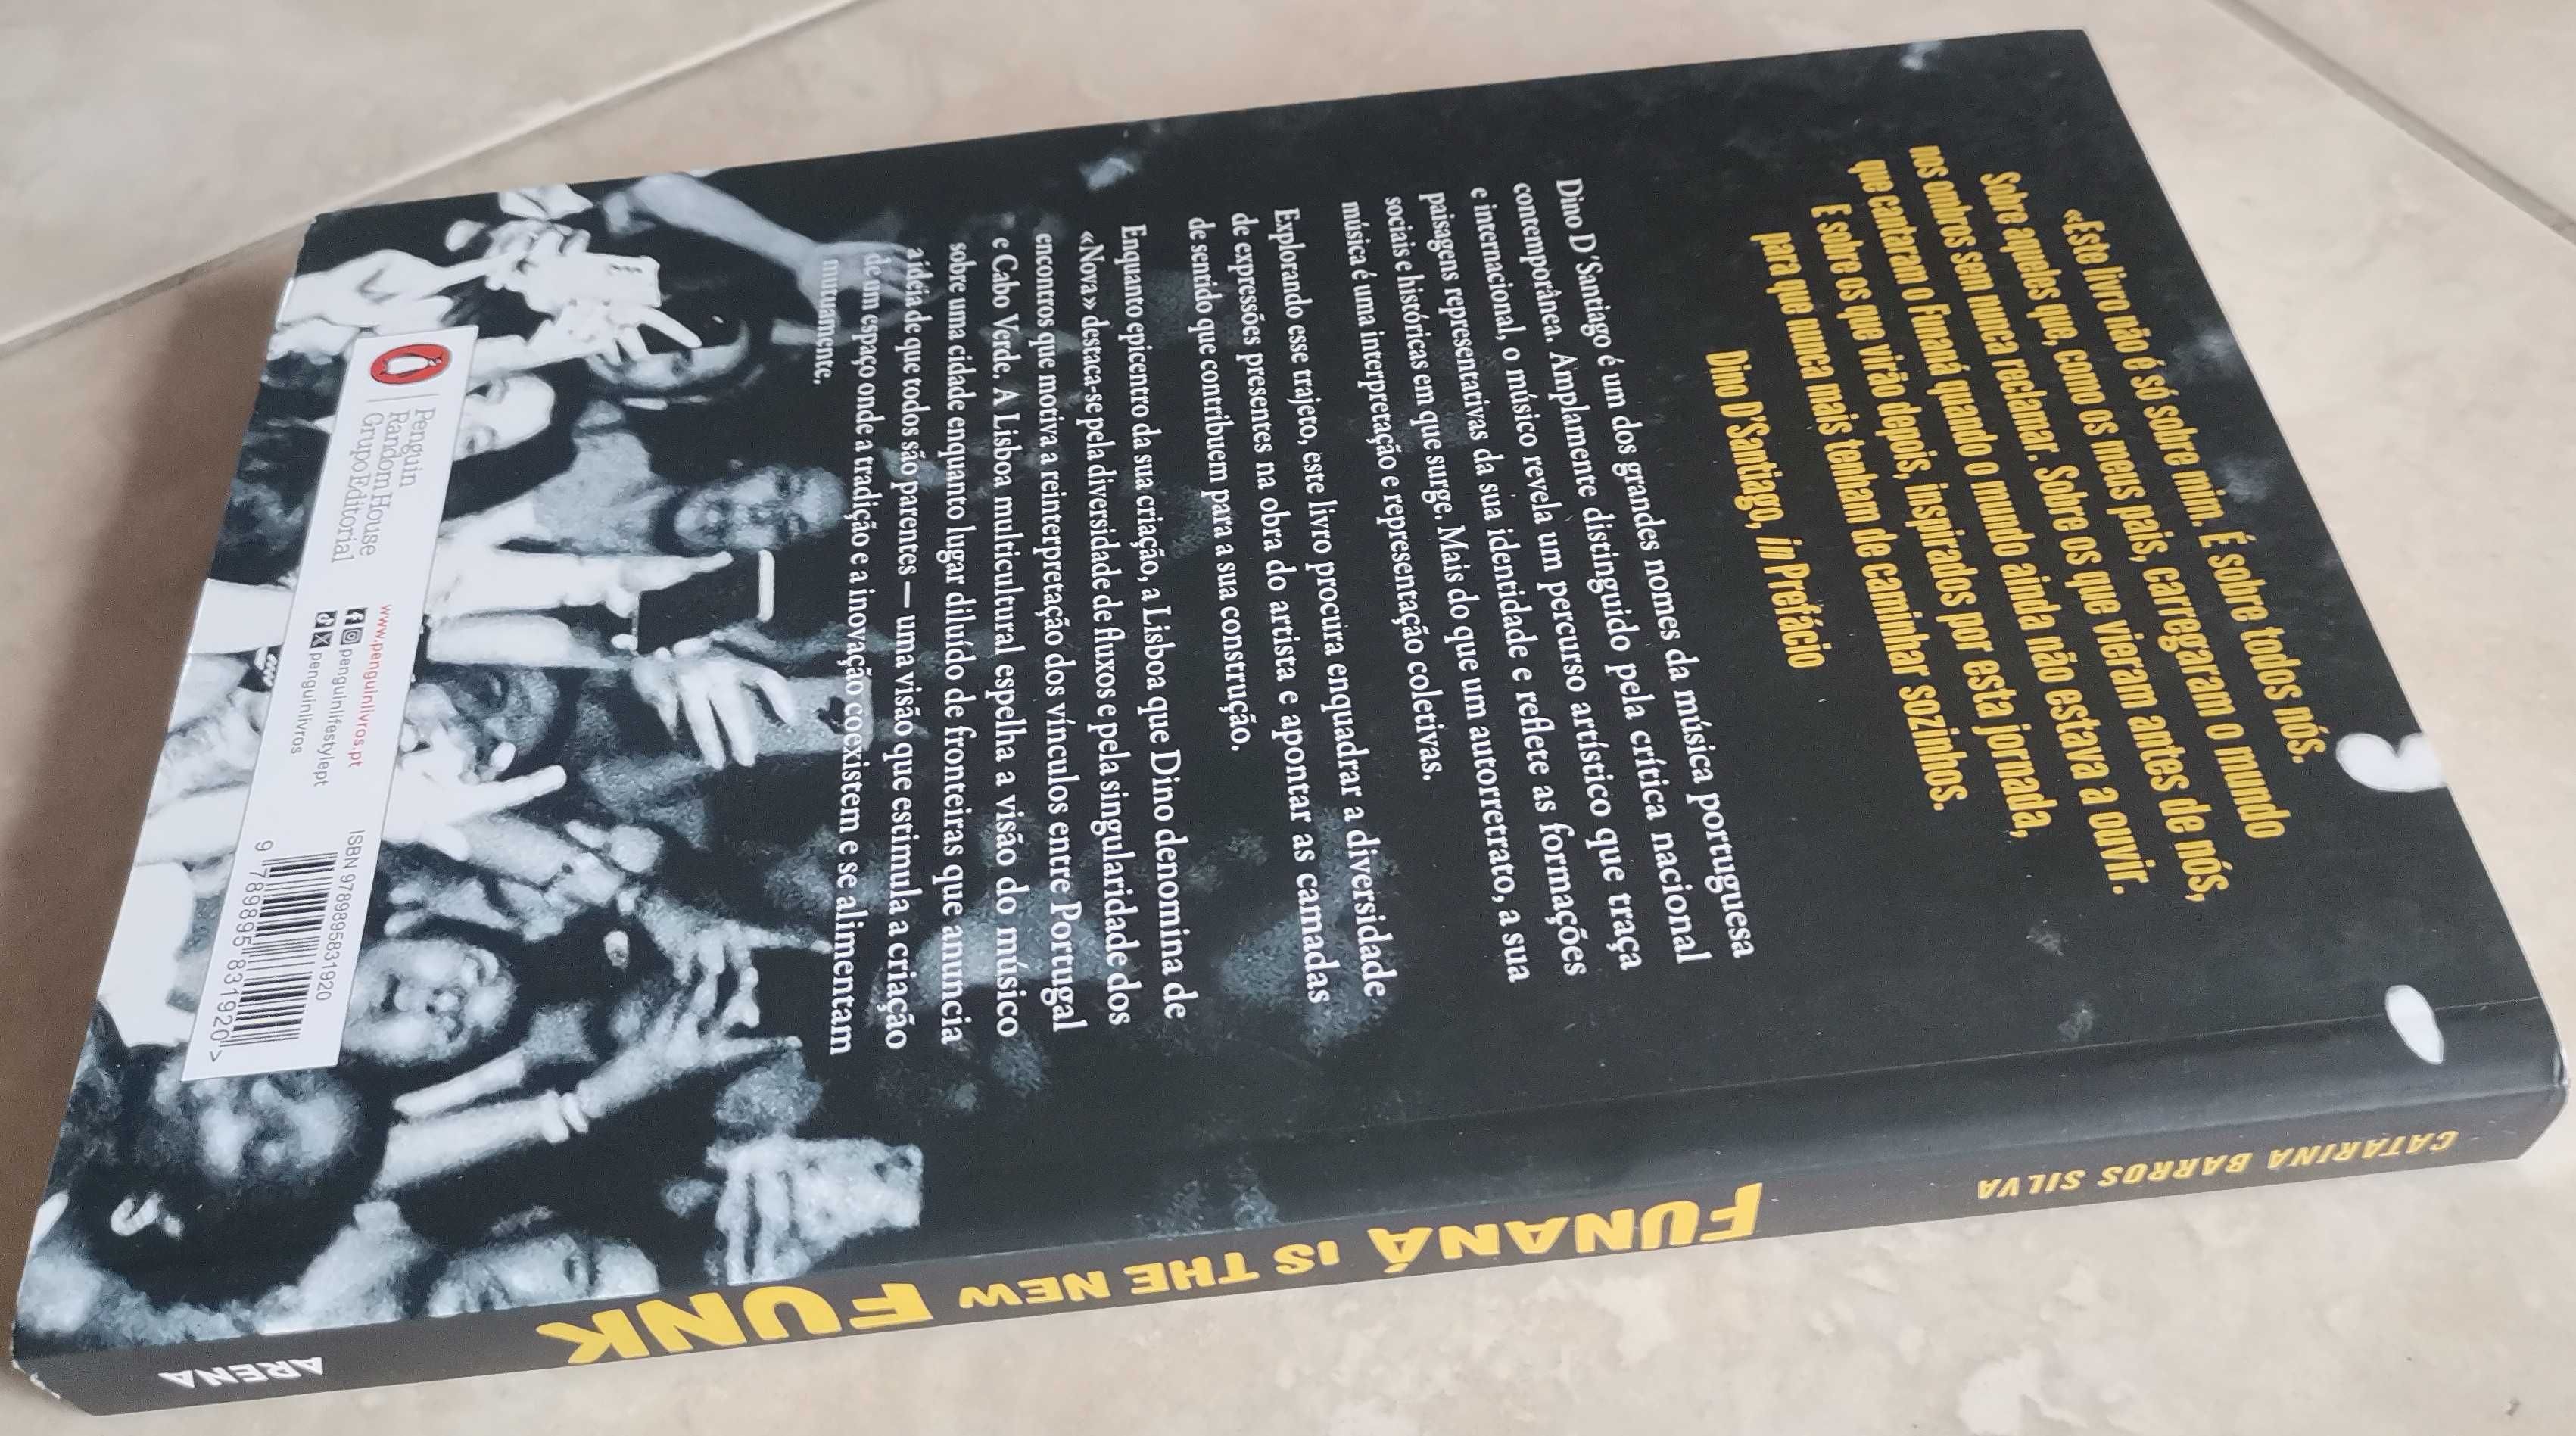 «Este livro não é só sobre mim. É sobre todos nós.
Sobre aqueles que, como os meus pais, carregaram o mundo
nos ombros sem nunca reclamar. Sobre os que vieram antes de nós,
que cantaram o Funaná quando o mundo ainda não estava a ouvir.
E sobre os que virão depois, inspirados por esta jornada,
para que nunca mais tenham de caminhar sozinhos.
Dino D'Santiago, in Prefácio
Dino D'Santiago é um dos grandes nomes da música portuguesa
contemporânea. Amplamente distinguido pela crítica nacional
e internacional, o músico revela um percurso artístico que traça
paisagens representativas da sua identidade e reflete as formações
sociais e históricas em que surge. Mais do que um autorretrato, a sua
música é uma interpretação e representação coletivas.
Explorando esse trajeto, este livro procura enquadrar a diversidade
de expressões presentes na obra do artista e apontar as camadas
de sentido que contribuem para a sua construção.
Enquanto epicentro da sua criação, a Lisboa que Dino denomina de
«Nova» destaca-se pela diversidade de fluxos e pela singularidade dos
encontros que motiva a reinterpretação dos vínculos entre Portugal
e Cabo Verde. A Lisboa multicultural espelha a visão do músico
sobre uma cidade enquanto lugar diluído de fronteiras que anuncia
a ideia de que todos são parentes — uma visão que estimula a criação
de um espaço onde a tradição e a inovação coexistem e se alimentam
mutuamente.
Penguin
Random House
Grupo Editorial
www.penguinlivros.pt
penguinlifestylept
penguinlivros
ISBN 9789895831920
9 789895 831920 >
CATARINA BARROS SILVA
FUNANÁ IS THE NEW FUNK
ARENA